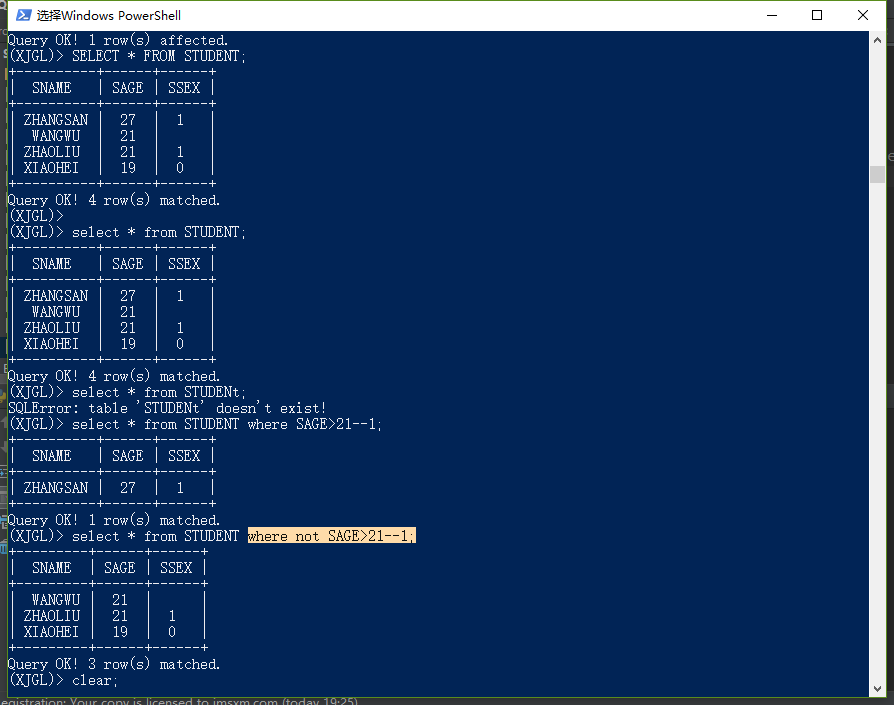 选择Windows PowerShell
Query OK! 1 row(s) affected.
(XJGL)> SELECT * FROM STUDENT;
+----------+------+------+
| SNAME | SAGE | SSEX |
+----------+------+------+
| ZHANGSAN | 27 | 1 |
| WANGWU | 21 | |
| ZHAOLIU | 21 | 1 |
| XIAOHEI | 19 | 0 |
+----------+------+------+
Query OK! 4 row(s) matched.
(XJGL)>
(XJGL)> select * from STUDENT;
+----------+------+------+
| SNAME | SAGE | SSEX |
+----------+------+------+
| ZHANGSAN | 27 | 1 |
| WANGWU | 21 | |
| ZHAOLIU | 21 | 1 |
| XIAOHEI | 19 | 0 |
+----------+------+------+
Query OK! 4 row(s) matched.
(XJGL)> select * from STUDENt;
SQLError: table 'STUDENt' doesn't exist!
(XJGL)> select * from STUDENT where SAGE>21--1;
+----------+------+------+
| SNAME | SAGE | SSEX |
+----------+------+------+
| ZHANGSAN | 27 | 1 |
+----------+------+------+
Query OK! 1 row(s) matched.
(XJGL)> select * from STUDENT where not SAGE>21--1;
+---------+------+------+
| SNAME | SAGE | SSEX |
+---------+------+------+
| WANGWU | 21 | |
| ZHAOLIU | 21 | 1 |
| XIAOHEI | 19 | 0 |
+---------+------+------+
Query OK! 3 row(s) matched.
(XJGL)> clear;
egistration: Your copy is licensed to imsxm.com (today 19:25)